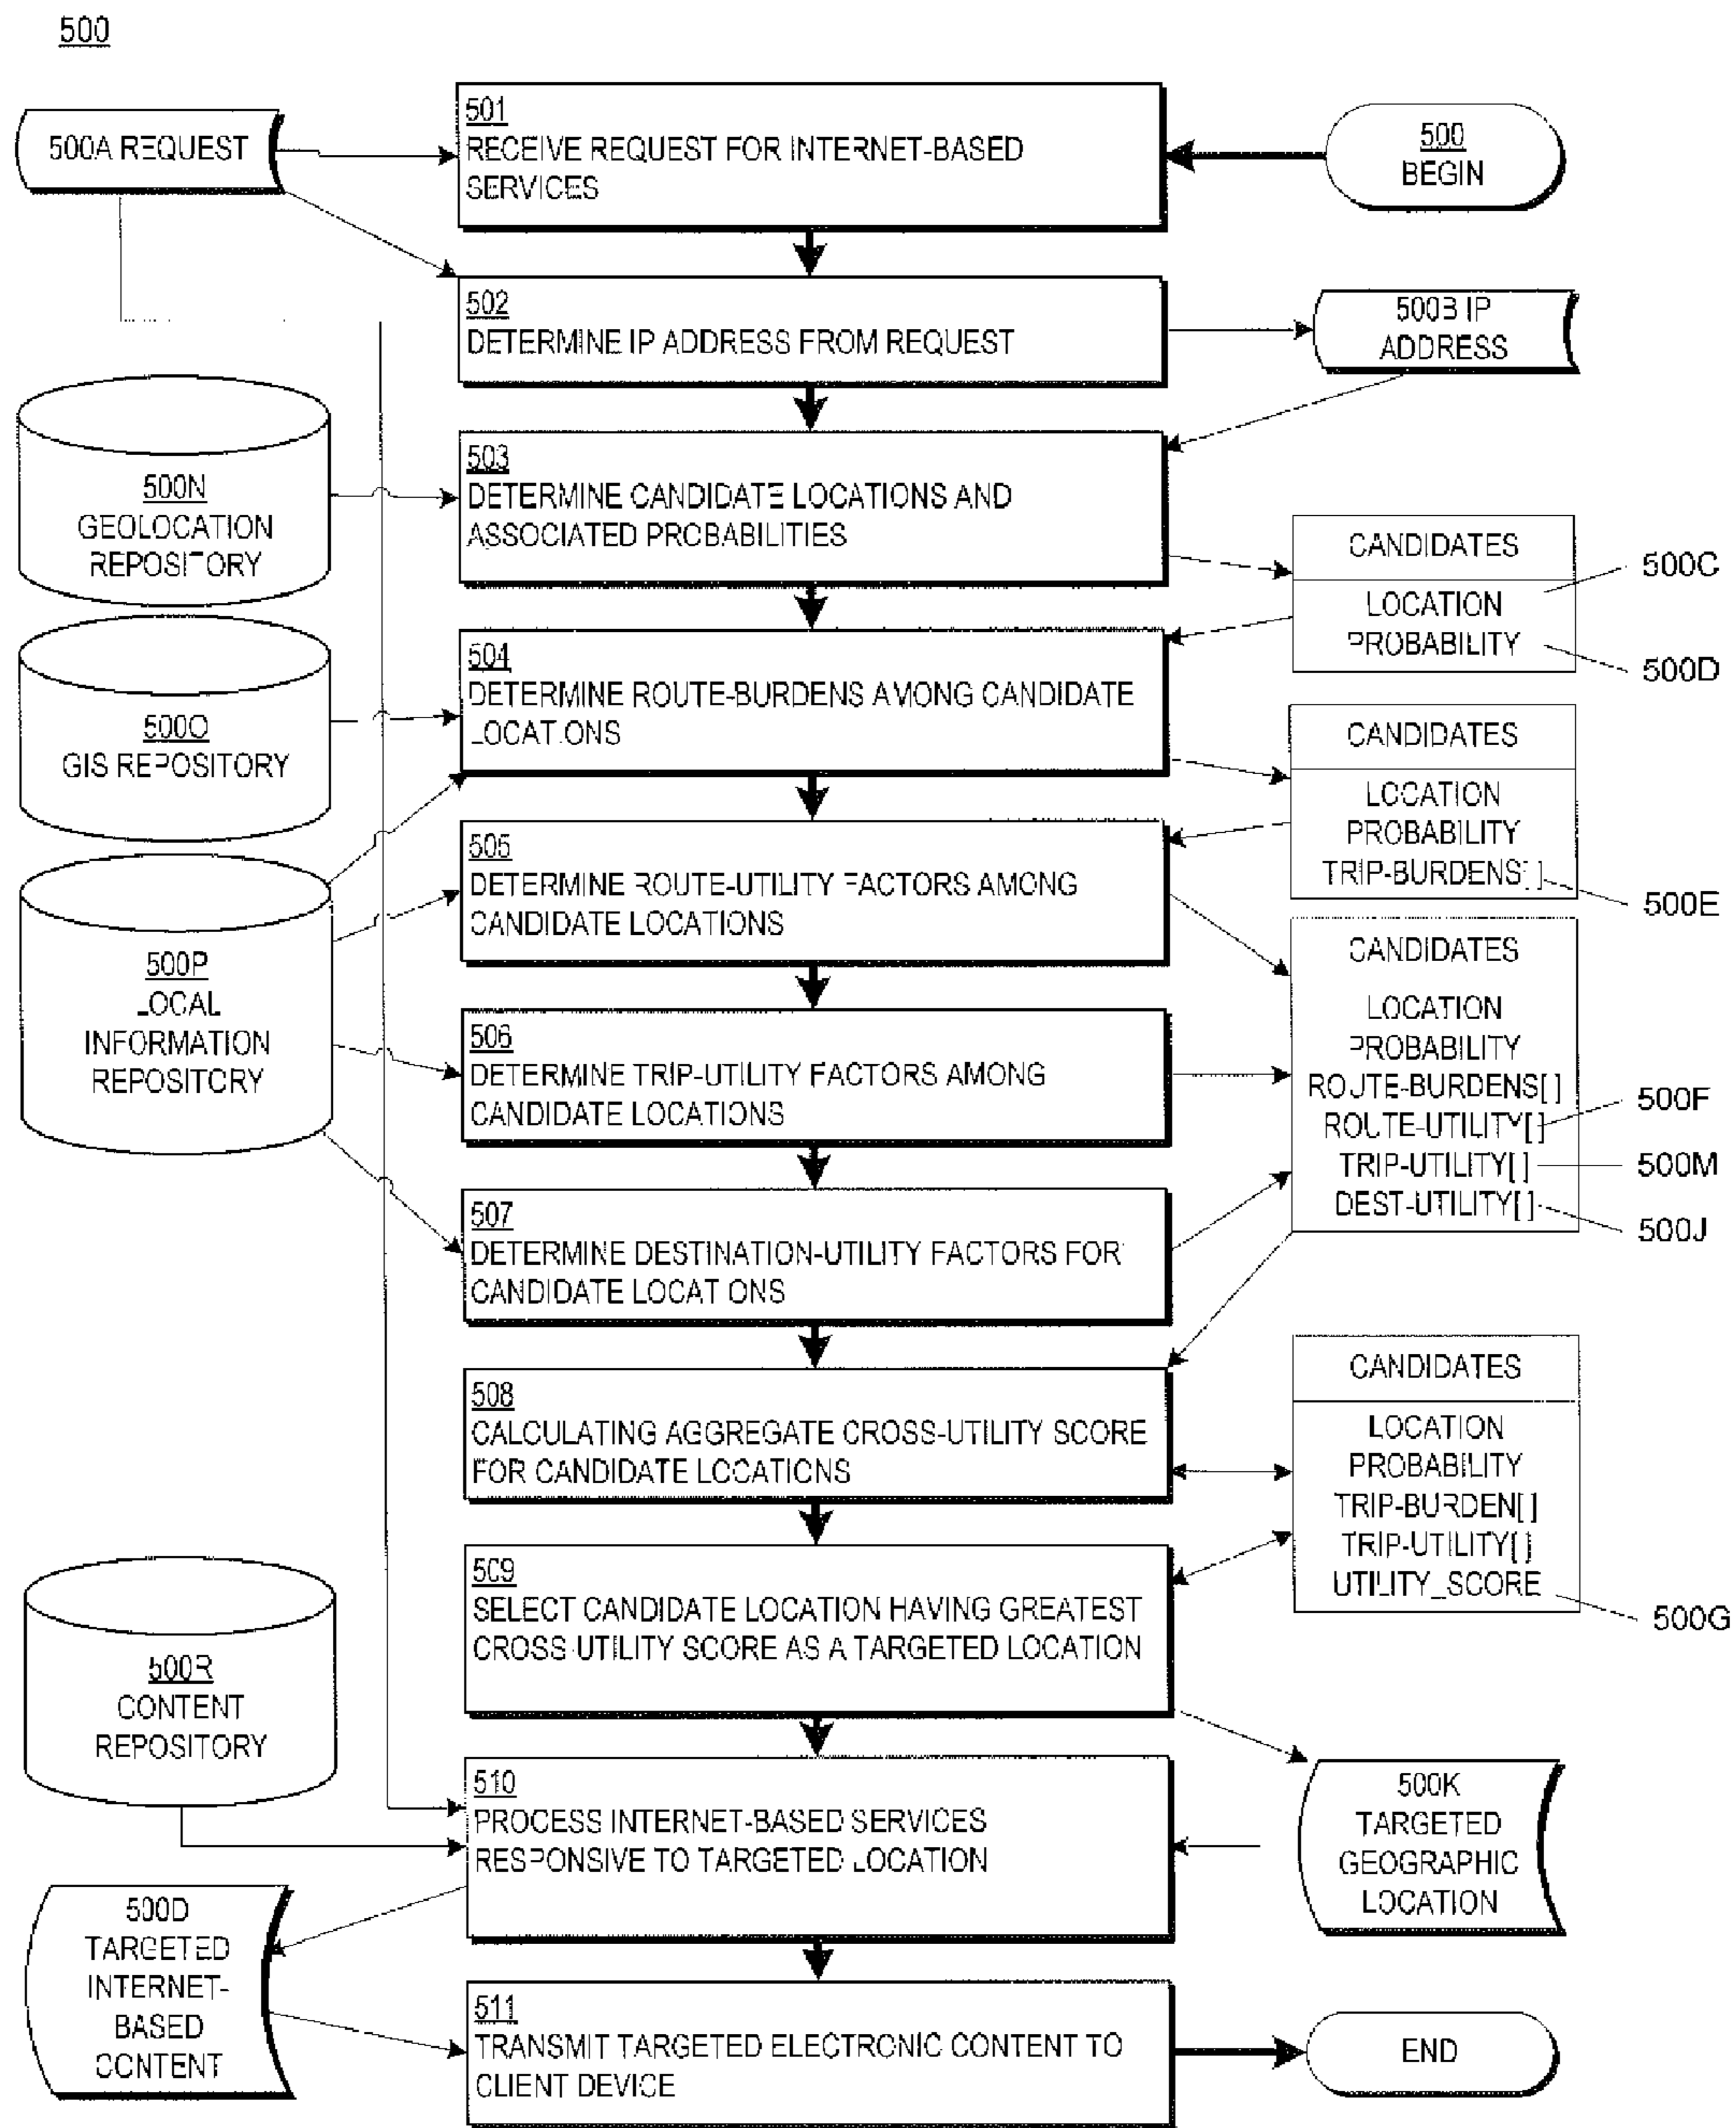 500
500A REQUEST
501
RECEIVE REQUEST FOR INTERNET-BASED
SERVICES
500
BEGIN
502
DETERMINE IP ADDRESS FROM REQUEST
500B IP
ADDRESS
500N
GEOLOCATION
REPOSITORY
503
DETERMINE CANDIDATE LOCATIONS AND
ASSOCIATED PROBABILITIES
CANDIDATES
LOCATION
PROBABILITY
500C
500D
500O
GIS REPOSITORY
504
DETERMINE ROUTE-BURDENS AMONG CANDIDATE
LOCATIONS
CANDIDATES
LOCATION
PROBABILITY
TRIP-BURDENS[ ]
500E
500P
LOCAL
INFORMATION
REPOSITORY
505
DETERMINE ROUTE-UTILITY FACTORS AMONG
CANDIDATE LOCATIONS
506
DETERMINE TRIP-UTILITY FACTORS AMONG
CANDIDATE LOCATIONS
CANDIDATES
LOCATION
PROBABILITY
ROUTE-BURDENS[ ]
ROUTE-UTILITY[ ]
TRIP-UTILITY[ ]
DEST-UTILITY[ ]
500F
500M
500J
507
DETERMINE DESTINATION-UTILITY FACTORS FOR
CANDIDATE LOCATIONS
508
CALCULATING AGGREGATE CROSS-UTILITY SCORE
FOR CANDIDATE LOCATIONS
CANDIDATES
LOCATION
PROBABILITY
TRIP-BURDEN[ ]
TRIP-UTILITY[ ]
UTILITY_SCORE
500G
509
SELECT CANDIDATE LOCATION HAVING GREATEST
CROSS-UTILITY SCORE AS A TARGETED LOCATION
500R
CONTENT
REPOSITORY
510
PROCESS INTERNET-BASED SERVICES
RESPONSIVE TO TARGETED LOCATION
500K
TARGETED
GEOGRAPHIC
LOCATION
500D
TARGETED
INTERNET-
BASED
CONTENT
511
TRANSMIT TARGETED ELECTRONIC CONTENT TO
CLIENT DEVICE
END